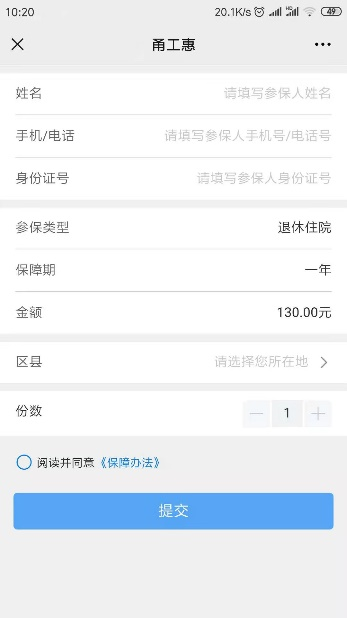 10:20
20.1K/s
HD
49
甬工惠
姓名
请填写参保人姓名
手机/电话
请填写参保人手机号/电话号
身份证号
请填写参保人身份证号
参保类型
退休住院
保障期
一年
金额
130.00元
区县
请选择您所在地
份数
1
阅读并同意《保障办法》
提交